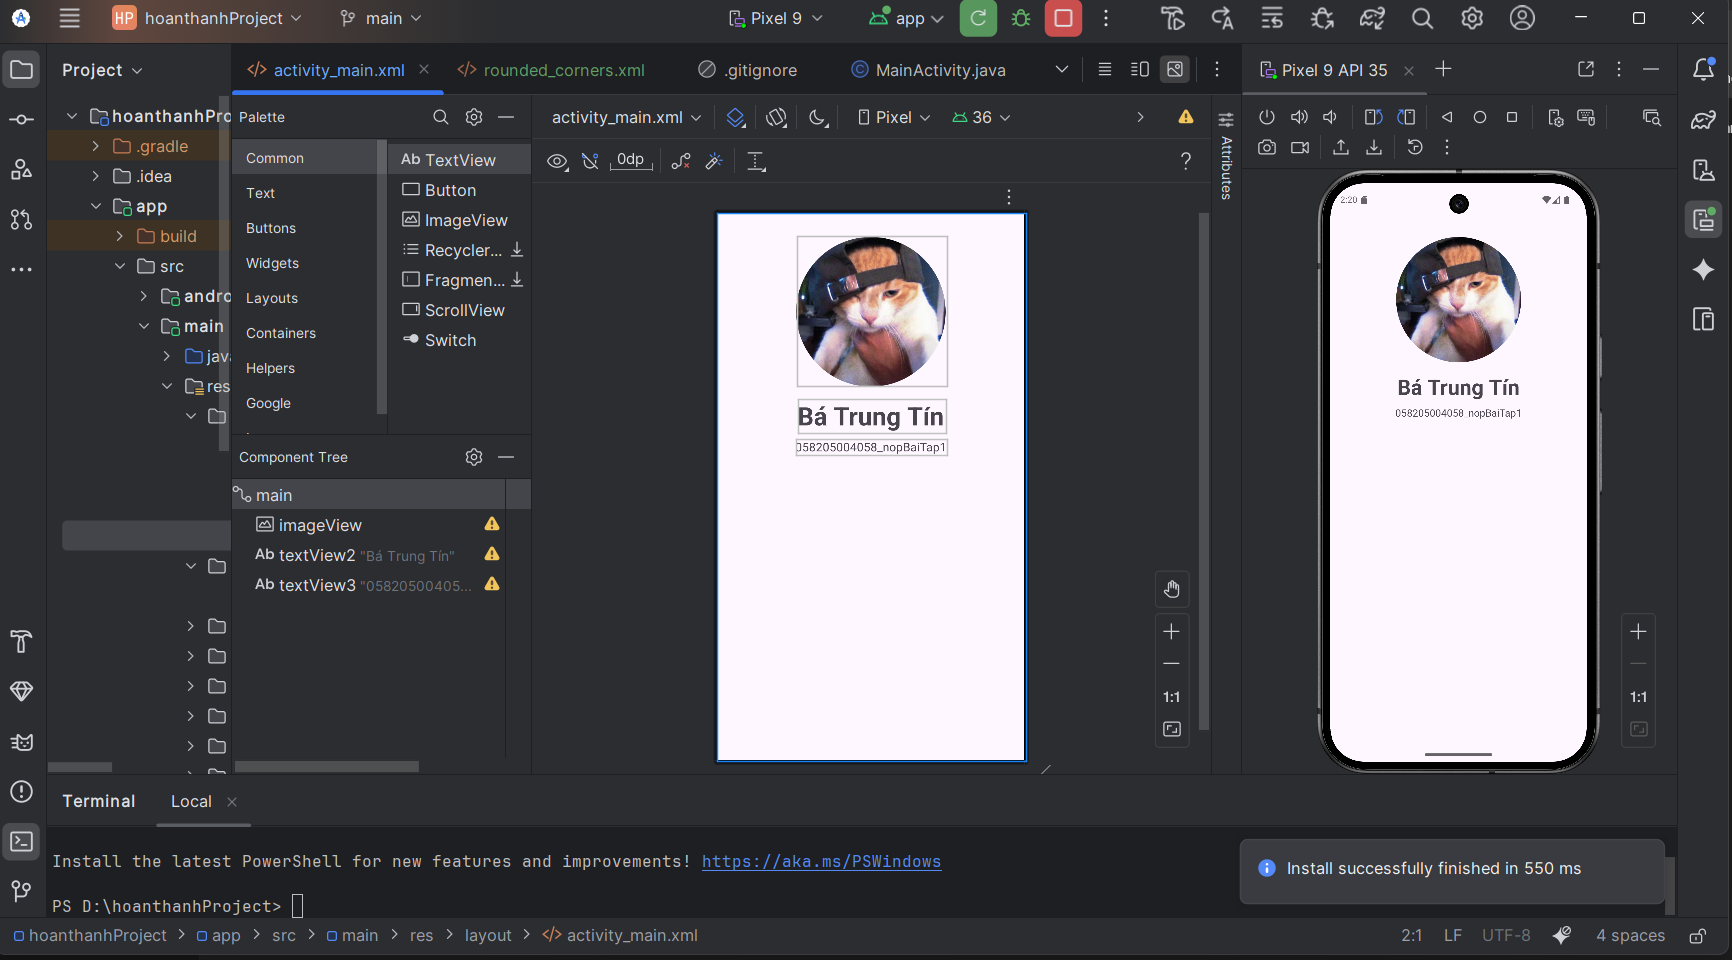 HP hoanthanhProject main Pixel 9 app
Project
activity_main.xml rounded_corners.xml .gitignore MainActivity.java
Pixel 9 API 35
hoanthanhPro
.gradle
.idea
app
build
src
andro
main
java
res
Palette
Common
Text
Buttons
Widgets
Layouts
Containers
Helpers
Google
Ab TextView
Button
ImageView
Recycler...
Fragmen...
ScrollView
Switch
Component Tree
main
imageView
Ab textView2 "Bá Trung Tín"
Ab textView3 "05820500405...
activity_main.xml Pixel 36
0dp
?
Attributes
Bá Trung Tín
058205004058_nopBaiTap1
1:1
2:20
Bá Trung Tín
058205004058_nopBaiTap1
1:1
Terminal Local
Install the latest PowerShell for new features and improvements! https://aka.ms/PSWindows
PS D:\hoanthanhProject>
Install successfully finished in 550 ms
hoanthanhProject > app > src > main > res > layout > activity_main.xml
2:1 LF UTF-8 4 spaces